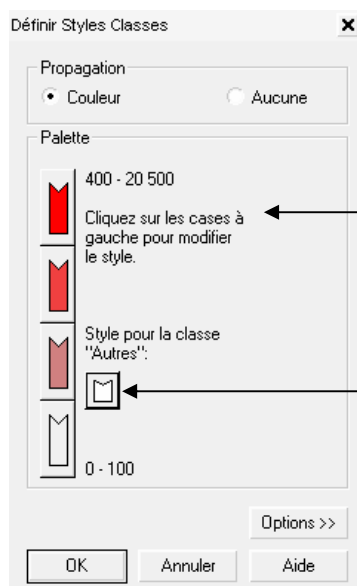 Définir Styles Classes
Propagation
Couleur
Aucune
Palette
400 - 20 500
Cliquez sur les cases à
gauche pour modifier
le style.
Style pour la classe
"Autres":
0 - 100
Options >>
OK
Annuler
Aide